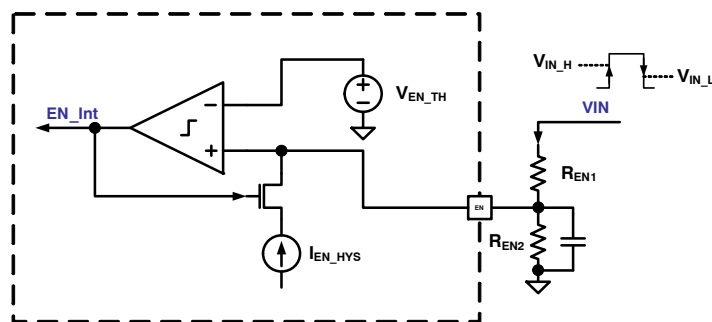 V_IN_H
V_IN_L
EN_Int
−
+
+
−
V_EN_TH
VIN
R_EN1
EN
R_EN2
I_EN_HYS